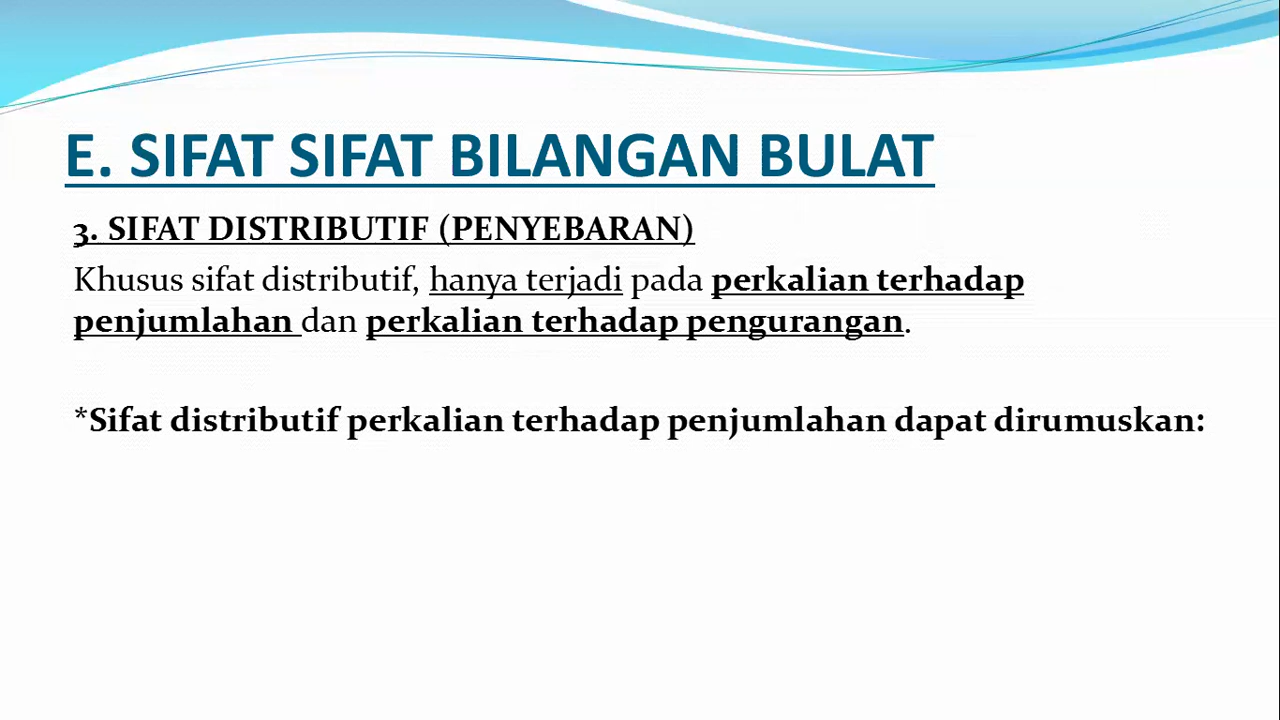 E. SIFAT SIFAT BILANGAN BULAT
3. SIFAT DISTRIBUTIF (PENYEBARAN)
Khusus sifat distributif, hanya terjadi pada perkalian terhadap
penjumlahan dan perkalian terhadap pengurangan.
*Sifat distributif perkalian terhadap penjumlahan dapat dirumuskan: